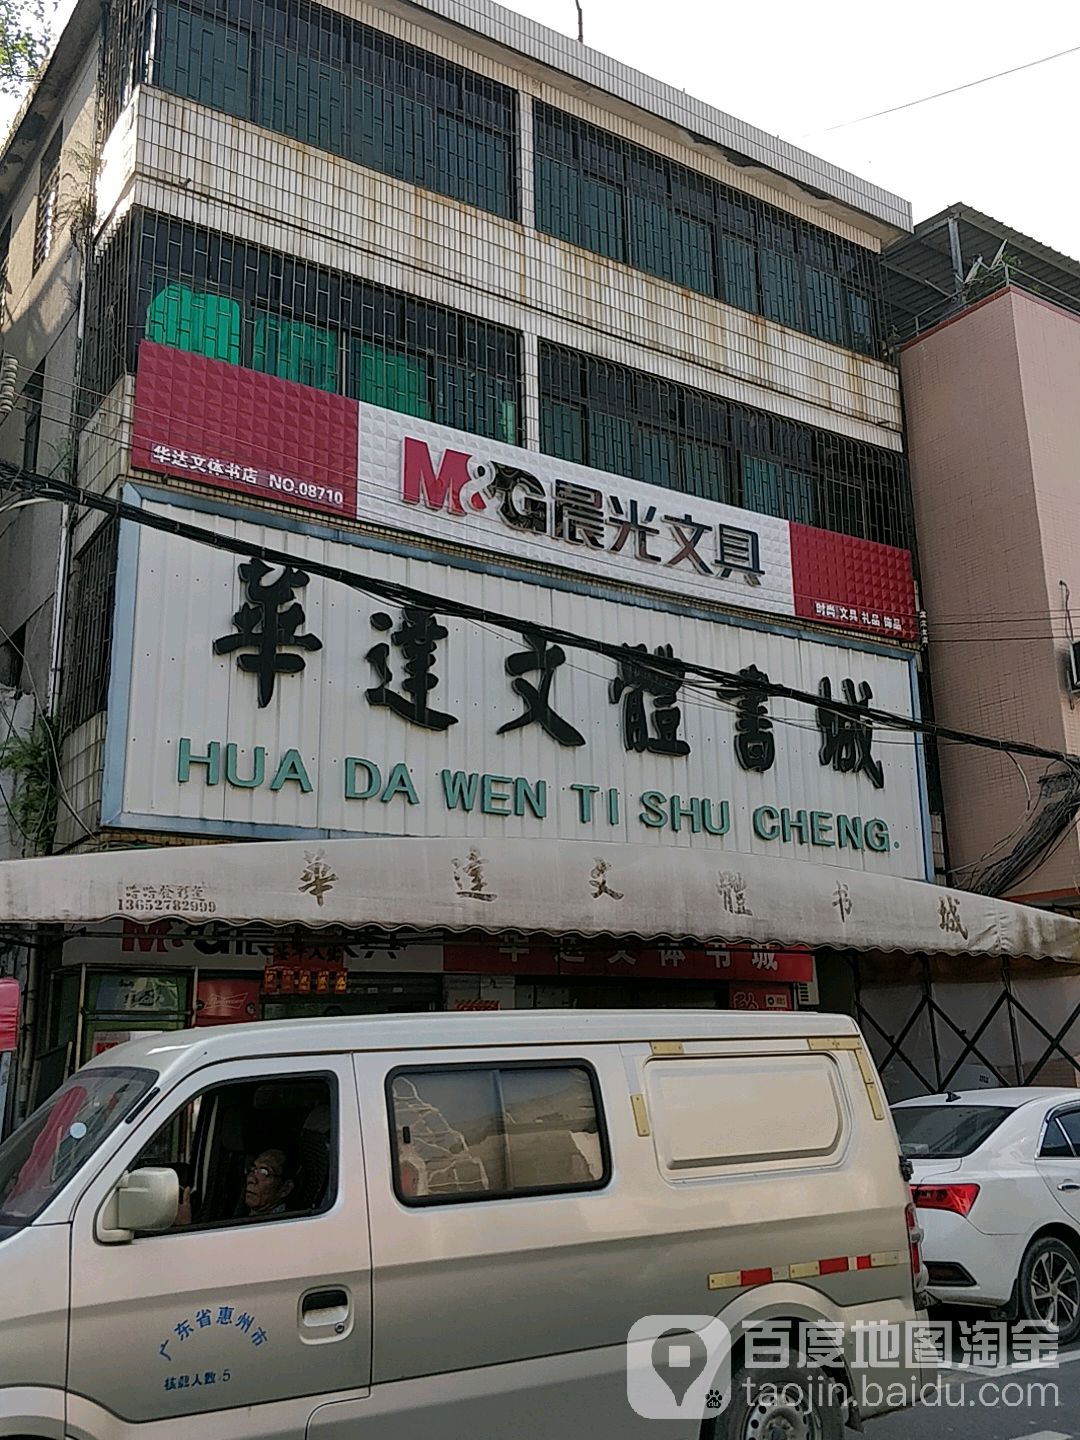 华达文体书店 NO.08710
M&G晨光文具
时尚 文具 礼品 饰品
華達文體書城
HUA DA WEN TI SHU CHENG.
13652782999
華達文體书城
华达文体书城
广东省惠州市
核载人数 5
百度地图淘金
taojin.baidu.com